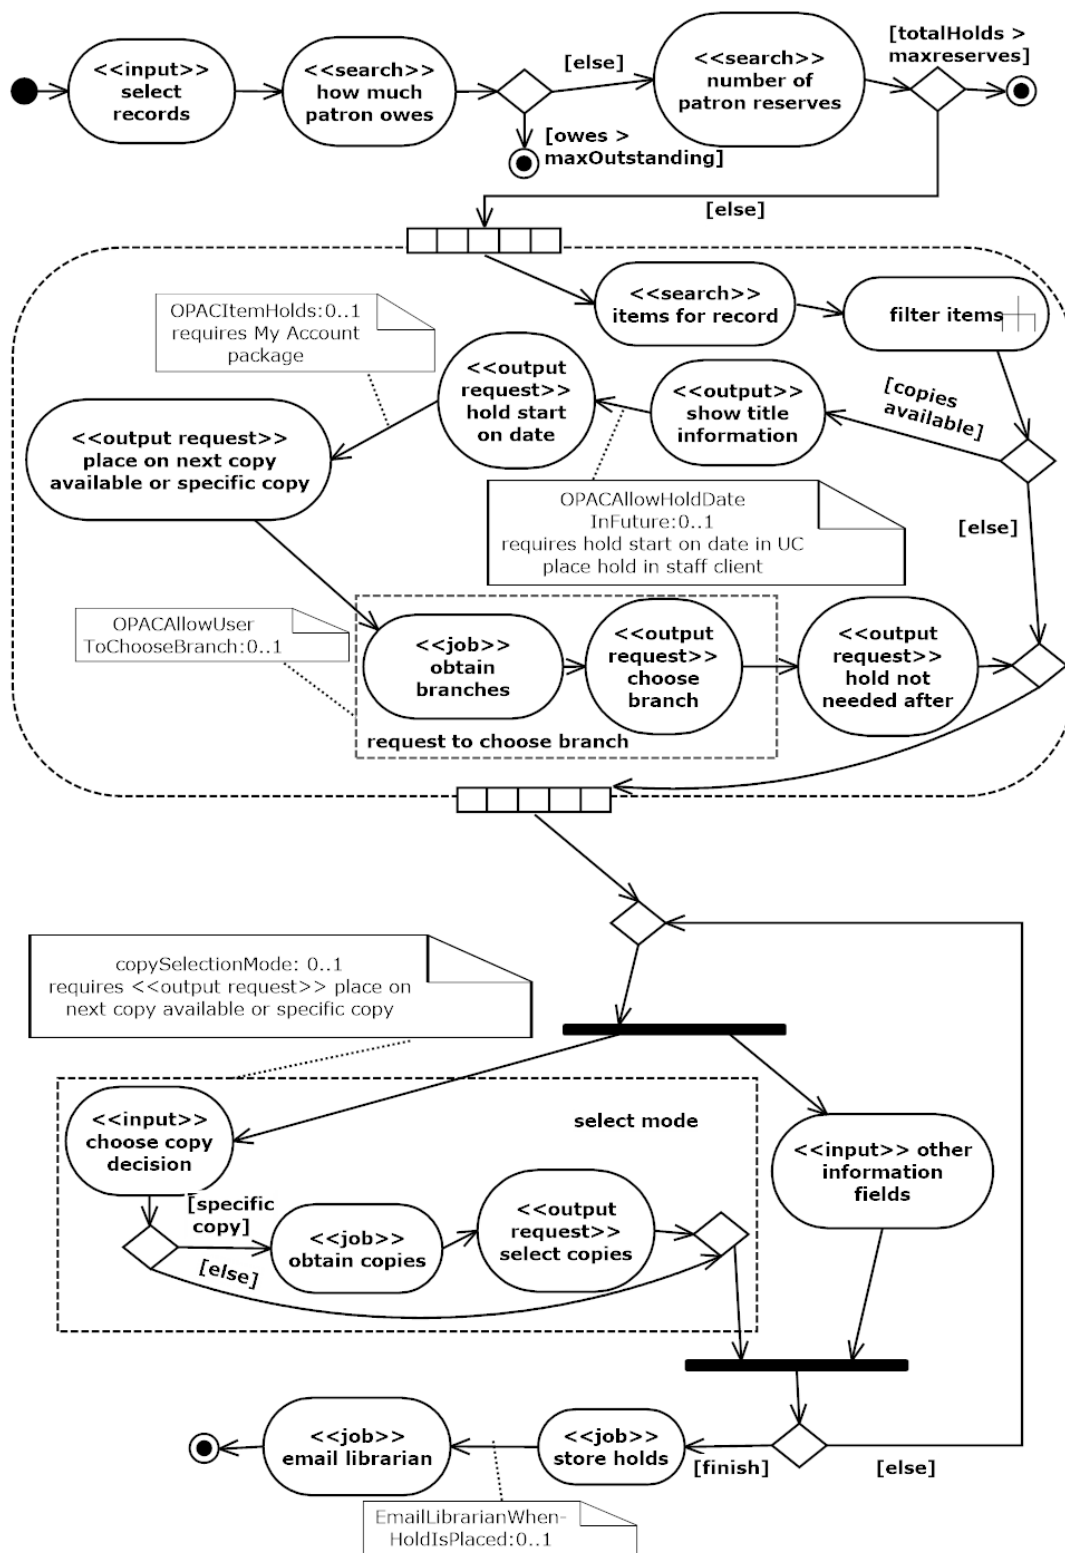 <<input>>
select
records
<<search>>
how much
patron owes
[else]
[owes >
maxOutstanding]
<<search>>
number of
patron reserves
[totalHolds >
maxreserves]
[else]
<<search>>
items for record
filter items
OPACItemHolds:0..1
requires My Account
package
<<output
request>>
hold start
on date
<<output>>
show title
information
[copies
available]
<<output request>>
place on next copy
available or specific copy
OPACAllowHoldDate
InFuture:0..1
requires hold start on date in UC
place hold in staff client
[else]
OPACAllowUser
ToChooseBranch:0..1
<<job>>
obtain
branches
<<output
request>>
choose
branch
<<output
request>>
hold not
needed after
request to choose branch
copySelectionMode: 0..1
requires <<output request>> place on
next copy available or specific copy
<<input>>
choose copy
decision
select mode
<<input>> other
information
fields
[specific
copy]
<<job>>
obtain copies
<<output
request>>
select copies
[else]
<<job>>
email librarian
<<job>>
store holds
[finish]
[else]
EmailLibrarianWhen-
HoldIsPlaced:0..1